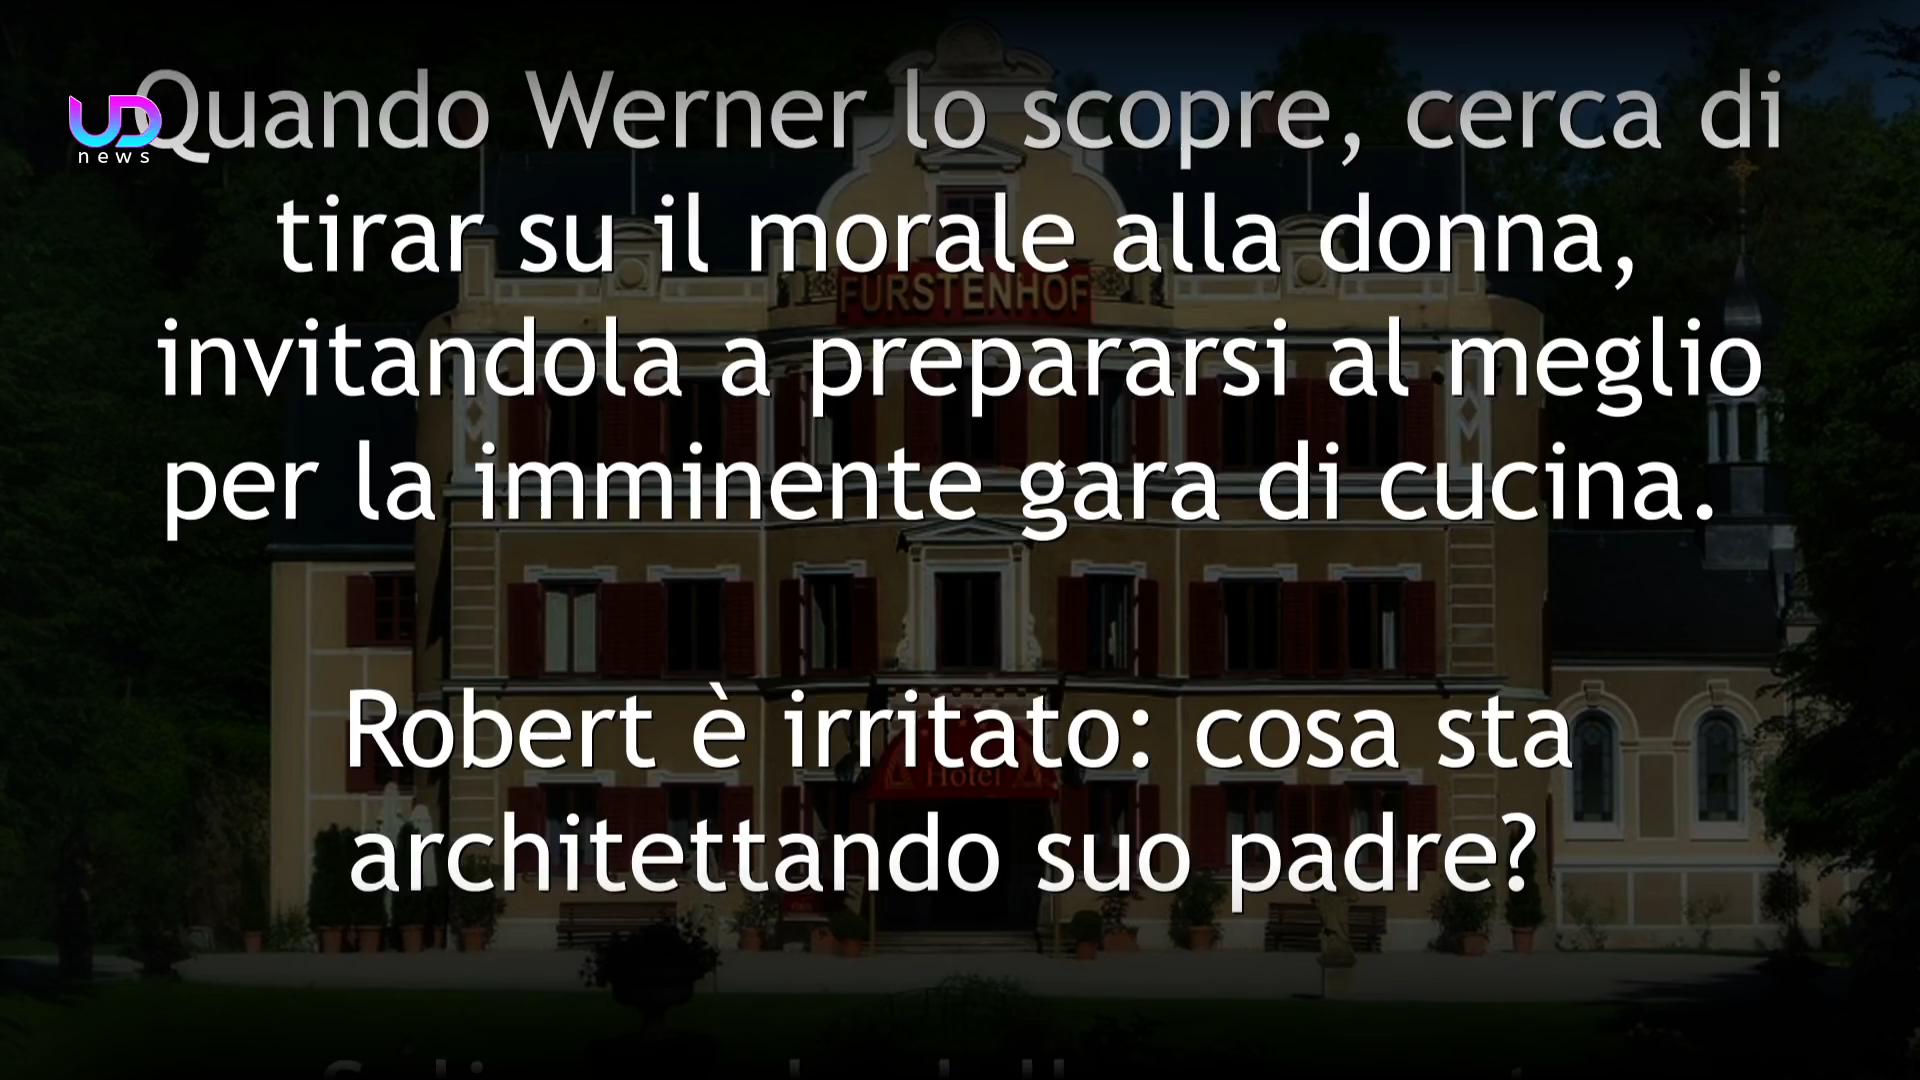 UD
news
Quando Werner lo scopre, cerca di
tirar su il morale alla donna,
FURSTENHOF
invitandola a prepararsi al meglio
per la imminente gara di cucina.
Robert è irritato: cosa sta
Hotel
architettando suo padre?